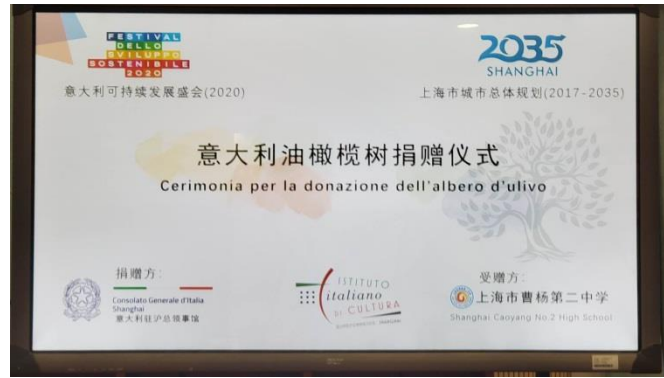 FESTIVAL
DELLO
SVILUPPO
SOSTENIBILE
2020
意大利可持续发展盛会(2020)
2035
SHANGHAI
上海市城市总体规划(2017-2035)
意大利油橄榄树捐赠仪式
Cerimonia per la donazione dell'albero d'ulivo
捐赠方:
Consolato Generale d'Italia
Shanghai
意大利驻沪总领事馆
ISTITUTO
italiano
DI CULTURA
受赠方:
上海市曹杨第二中学
Shanghai Caoyang No.2 High School